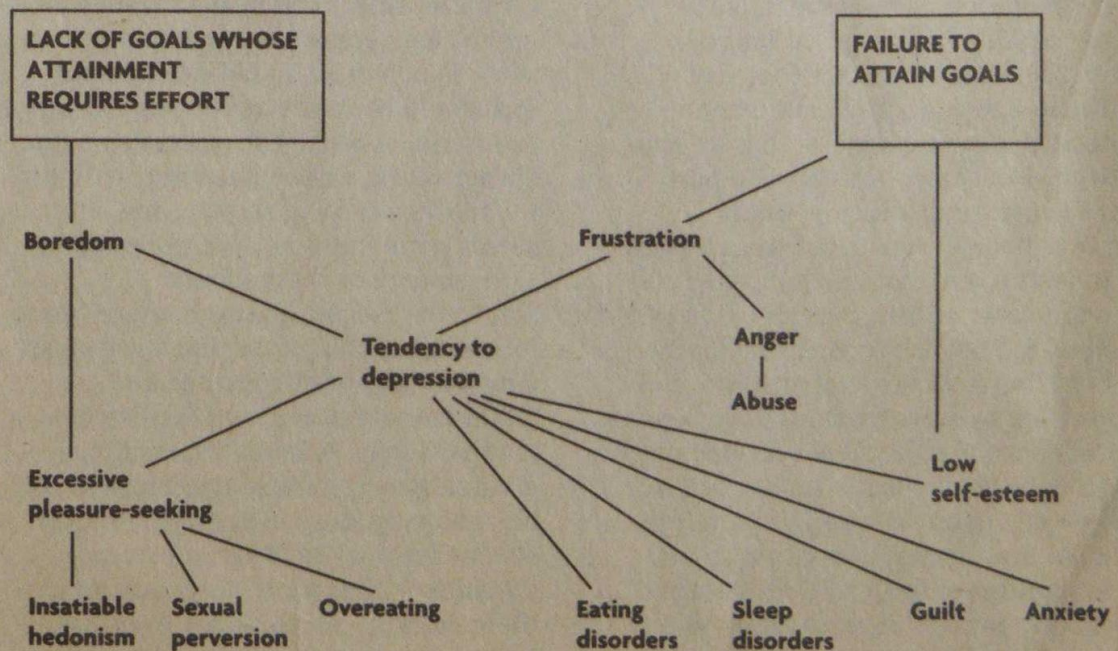 LACK OF GOALS WHOSE
ATTAINMENT
REQUIRES EFFORT
FAILURE TO
ATTAIN GOALS
Boredom
Frustration
Tendency to
depression
Anger
Abuse
Excessive
pleasure-seeking
Low
self-esteem
Insatiable
hedonism
Sexual
perversion
Overeating
Eating
disorders
Sleep
disorders
Guilt
Anxiety